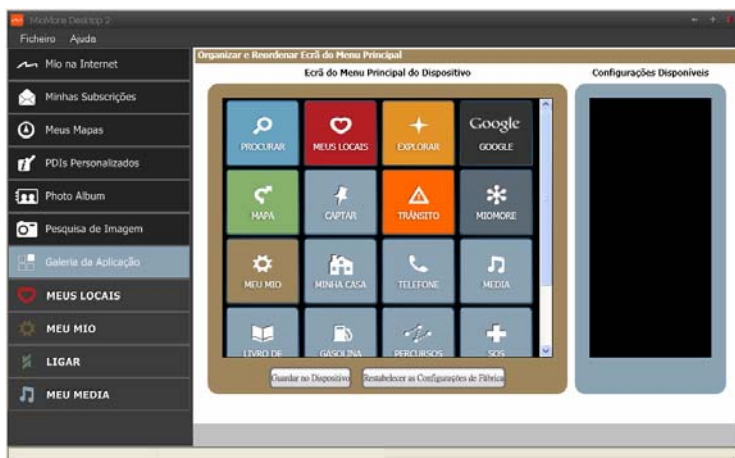 MioMore Desktop 2
Ficheiro Ajuda
Mio na Internet
Minhas Subscrições
Meus Mapas
PDIs Personalizados
Photo Album
Pesquisa de Imagem
Galeria da Aplicação
MEUS LOCAIS
MEU MIO
LIGAR
MEU MEDIA
Organizar e Reordenar Ecrã do Menu Principal
Ecrã do Menu Principal do Dispositivo
PROCURAR MEUS LOCAIS EXPLORAR Google GOOGLE
MAPA CAPTAR TRÂNSITO MIOMORE
MEU MIO MINHA CASA TELEFONE MEDIA
LIVRO DE GASOLINA PERCURSOS SOS
Guardar no Dispositivo Restabelecer as Configurações de Fábrica
Configurações Disponíveis